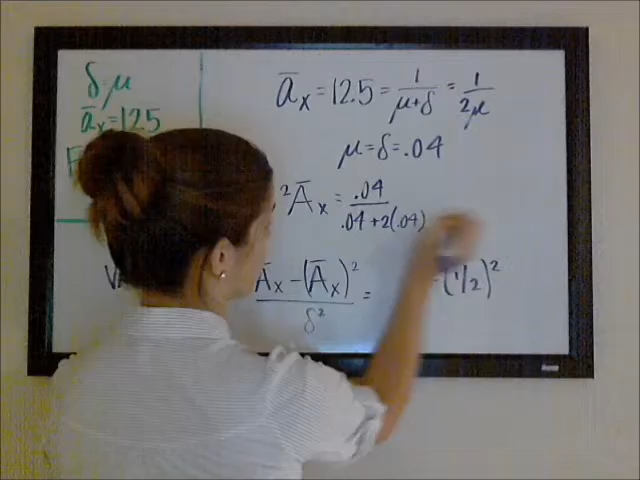 δ=μ
āₓ=12.5
F
āₓ = 12.5 = 1/(μ+δ) = 1/(2μ)
μ = δ = .04
²Āₓ = .04/(.04+2(.04))
Āₓ - (Āₓ)²/δ² = - (1/2)²